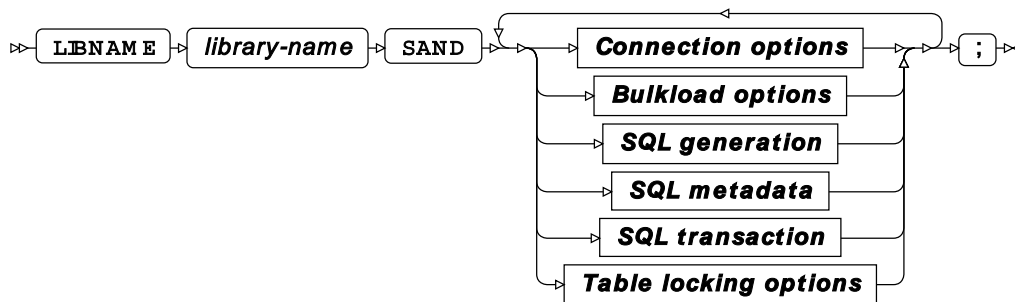 LIBNAME library-name SAND Connection options ;
Bulkload options
SQL generation
SQL metadata
SQL transaction
Table locking options